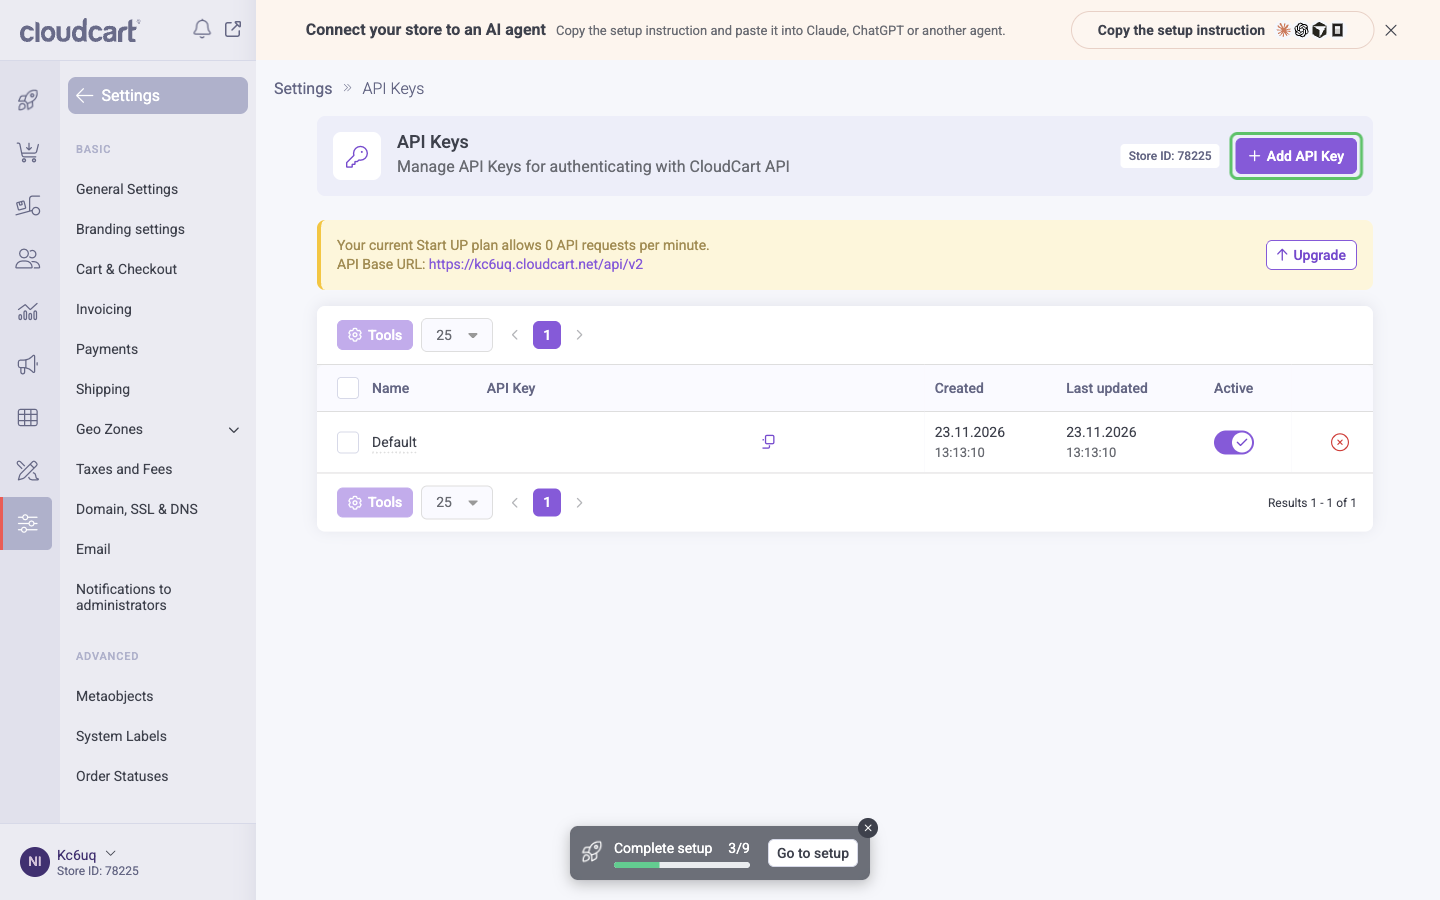 cloudcart
Connect your store to an AI agent Copy the setup instruction and paste it into Claude, ChatGPT or another agent.
Copy the setup instruction
Settings
BASIC
General Settings
Branding settings
Cart & Checkout
Invoicing
Payments
Shipping
Geo Zones
Taxes and Fees
Domain, SSL & DNS
Email
Notifications to
administrators
ADVANCED
Metaobjects
System Labels
Order Statuses
NI
Kc6uq
Store ID: 78225
Settings » API Keys
API Keys
Manage API Keys for authenticating with CloudCart API
Store ID: 78225
+ Add API Key
Your current Start UP plan allows 0 API requests per minute.
API Base URL: https://kc6uq.cloudcart.net/api/v2
Upgrade
Tools 25 1
Name API Key Created Last updated Active
Default 23.11.2026 23.11.2026
13:13:10 13:13:10
Tools 25 1
Results 1 - 1 of 1
Complete setup 3/9
Go to setup